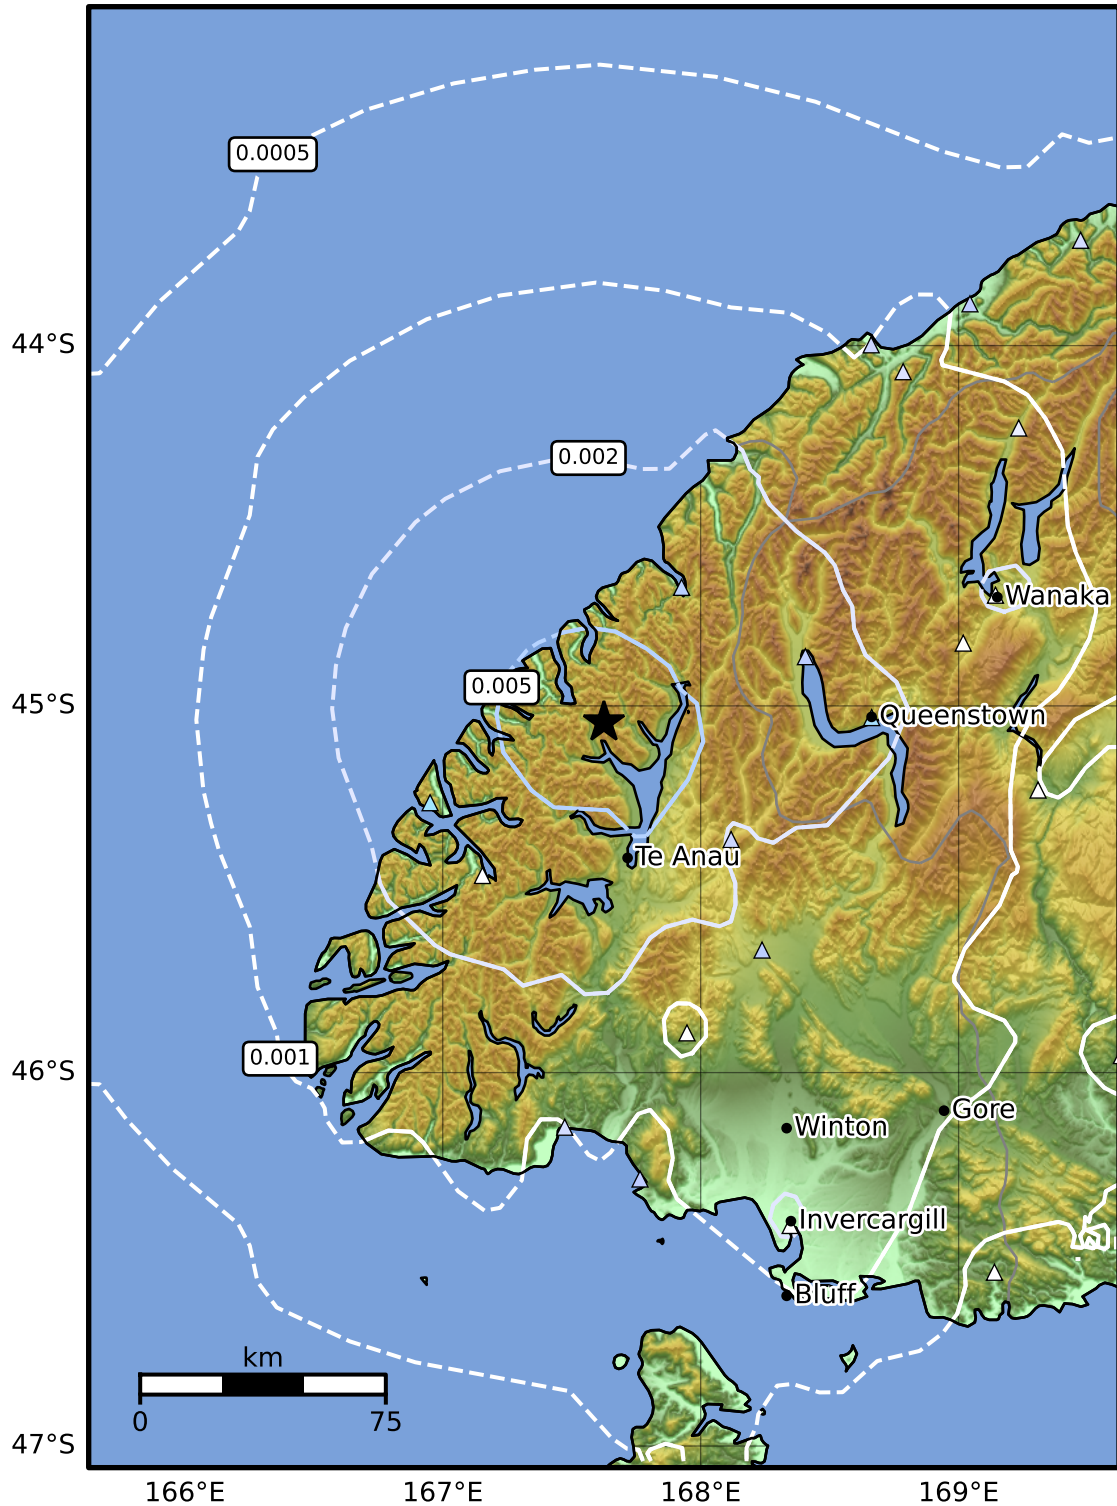 0.0005
44°S
0.002
Wanaka
0.005
45°S
Queenstown
Te Anau
0.001
46°S
Gore
Winton
Invercargill
Bluff
km
0
75
47°S
166°E
167°E
168°E
169°E